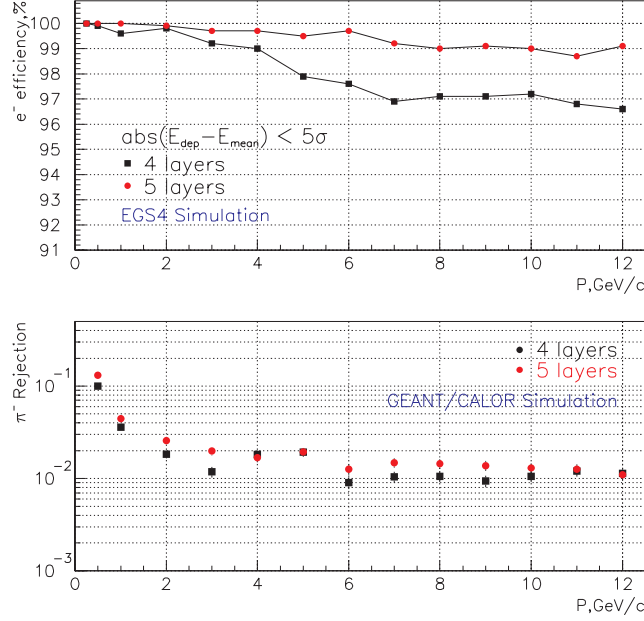 e⁻ efficiency,%
100
99
98
97
96
95
94
93
92
91
abs(E_dep−E_mean) < 5σ
4 layers
5 layers
EGS4 Simulation
0 2 4 6 8 10 12
P,GeV/c
π⁻ Rejection
10⁻¹
10⁻²
10⁻³
4 layers
5 layers
GEANT/CALOR Simulation
0 2 4 6 8 10 12
P,GeV/c